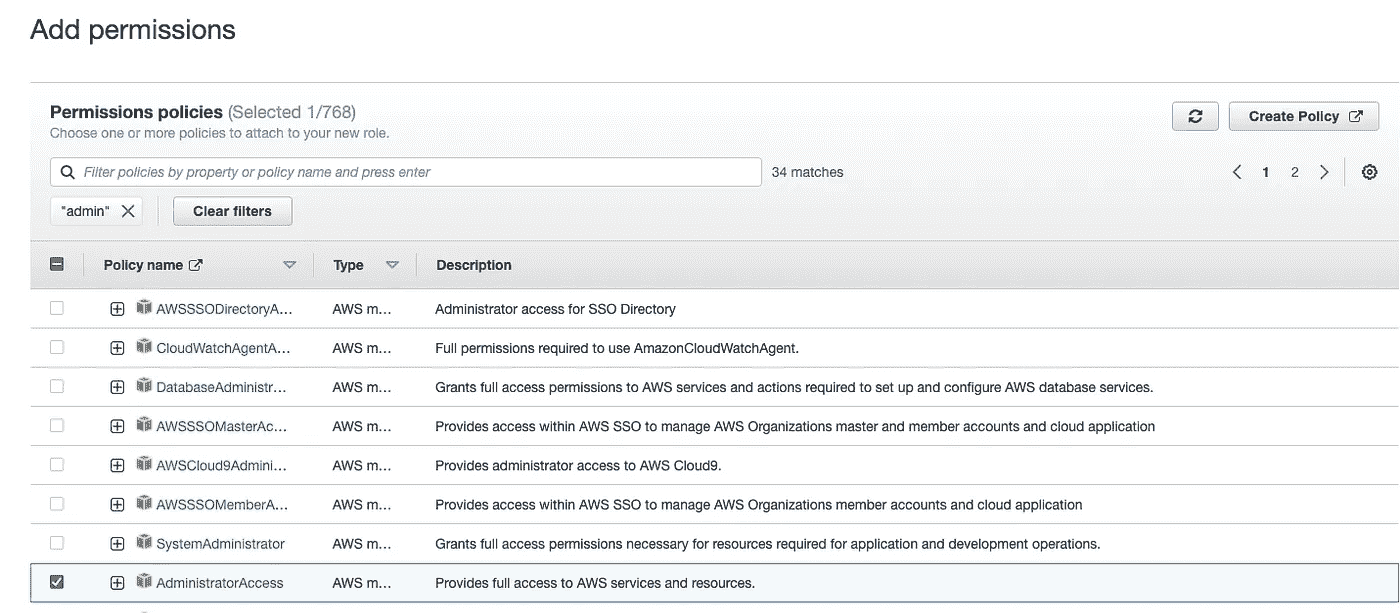 Add permissions
Permissions policies (Selected 1/768)
Choose one or more policies to attach to your new role.
Create Policy
Filter policies by property or policy name and press enter
34 matches
1 2
"admin"
Clear filters
Policy name Type Description
AWSSSODirectoryA... AWS m... Administrator access for SSO Directory
CloudWatchAgentA... AWS m... Full permissions required to use AmazonCloudWatchAgent.
DatabaseAdministr... AWS m... Grants full access permissions to AWS services and actions required to set up and configure AWS database services.
AWSSSOMasterAc... AWS m... Provides access within AWS SSO to manage AWS Organizations master and member accounts and cloud application
AWSCloud9Admini... AWS m... Provides administrator access to AWS Cloud9.
AWSSSOMemberA... AWS m... Provides access within AWS SSO to manage AWS Organizations member accounts and cloud application
SystemAdministrator AWS m... Grants full access permissions necessary for resources required for application and development operations.
AdministratorAccess AWS m... Provides full access to AWS services and resources.